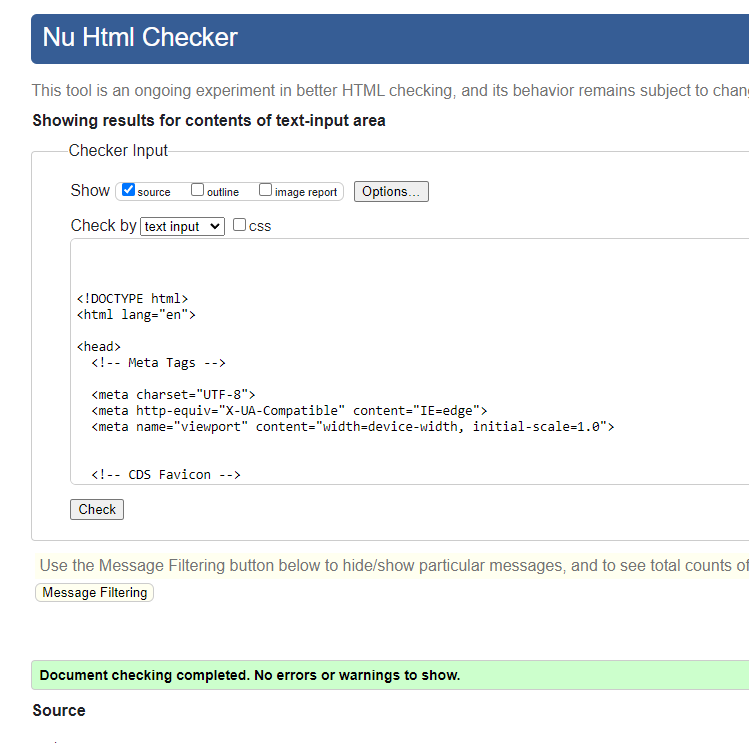 Nu Html Checker
This tool is an ongoing experiment in better HTML checking, and its behavior remains subject to chan
Showing results for contents of text-input area
Checker Input
Show source outline image report Options...
Check by text input css
<!DOCTYPE html>
<html lang="en">
<head>
<!-- Meta Tags -->
<meta charset="UTF-8">
<meta http-equiv="X-UA-Compatible" content="IE=edge">
<meta name="viewport" content="width=device-width, initial-scale=1.0">
<!-- CDS Favicon -->
Check
Use the Message Filtering button below to hide/show particular messages, and to see total counts of
Message Filtering
Document checking completed. No errors or warnings to show.
Source